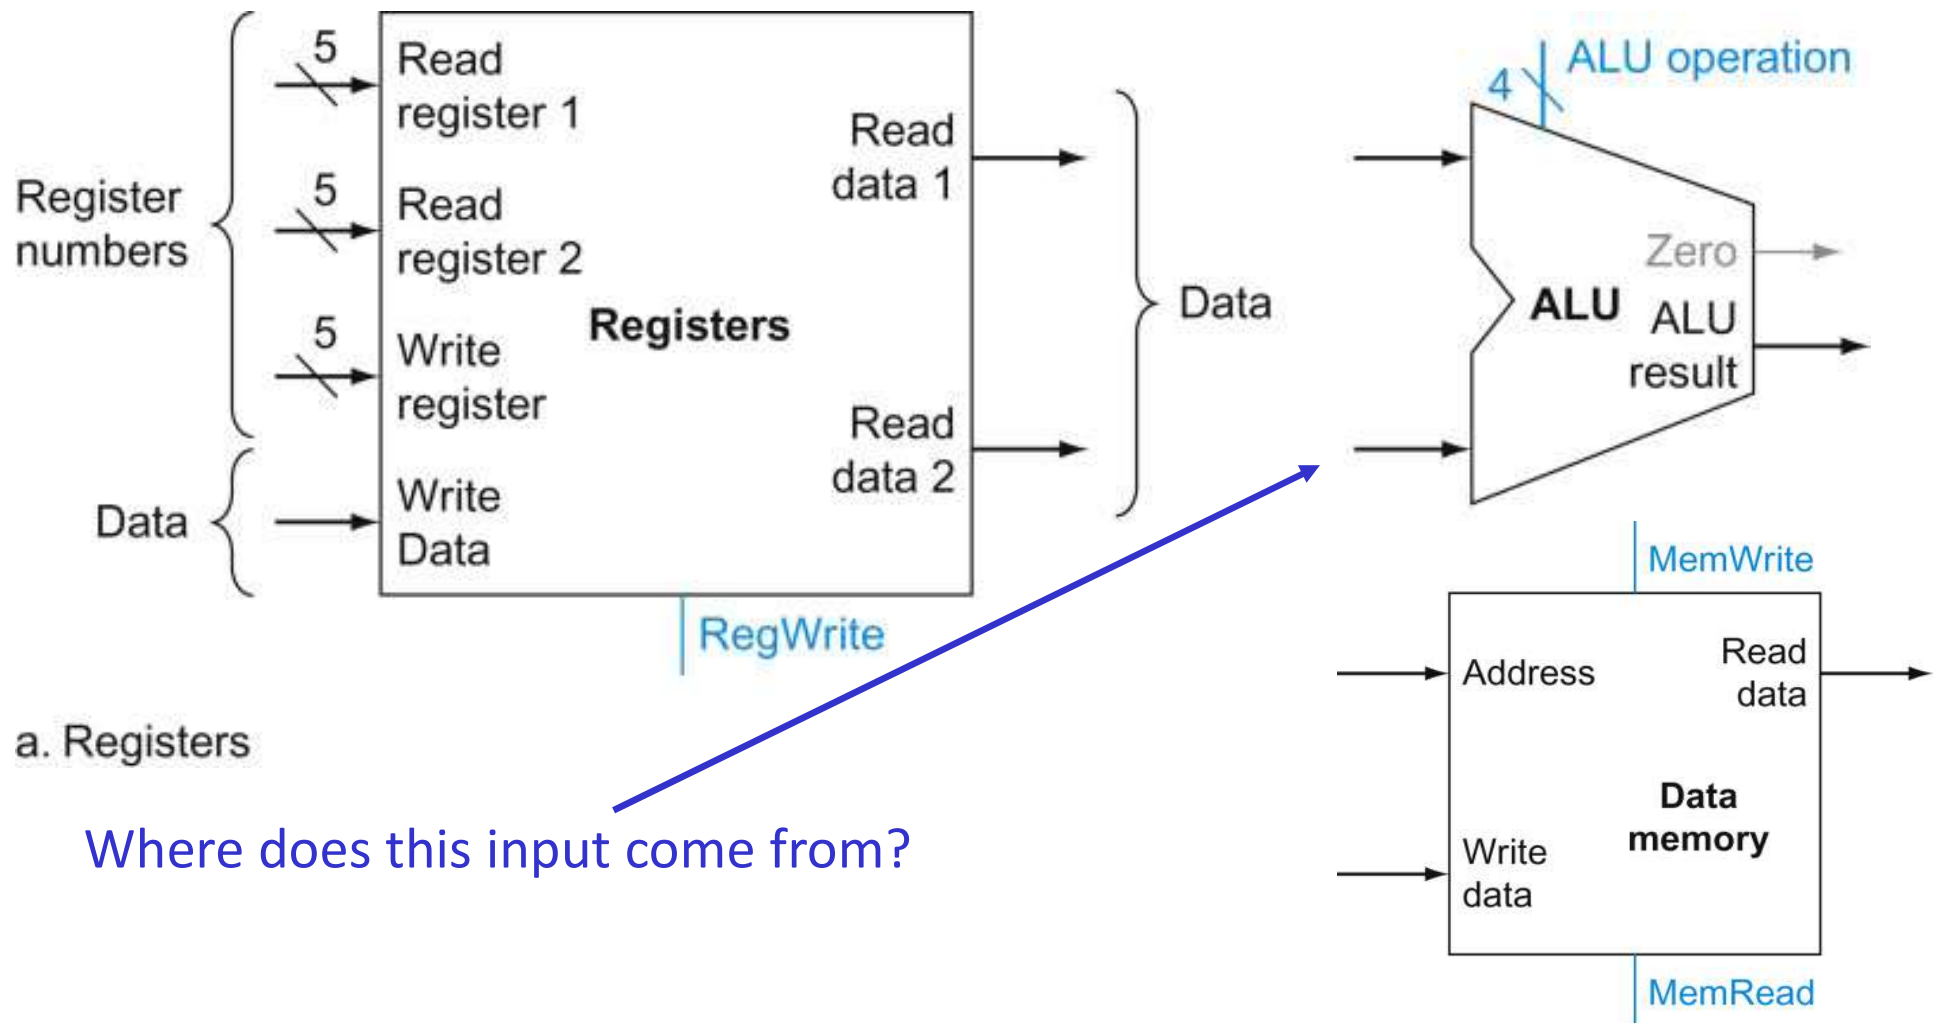 Register
numbers
Data
5
5
5
Read
register 1
Read
register 2
Write
register
Write
Data
Registers
Read
data 1
Read
data 2
RegWrite
Data
4
ALU operation
Zero
ALU
ALU
result
MemWrite
Address
Read
data
Data
memory
Write
data
MemRead
a. Registers
Where does this input come from?